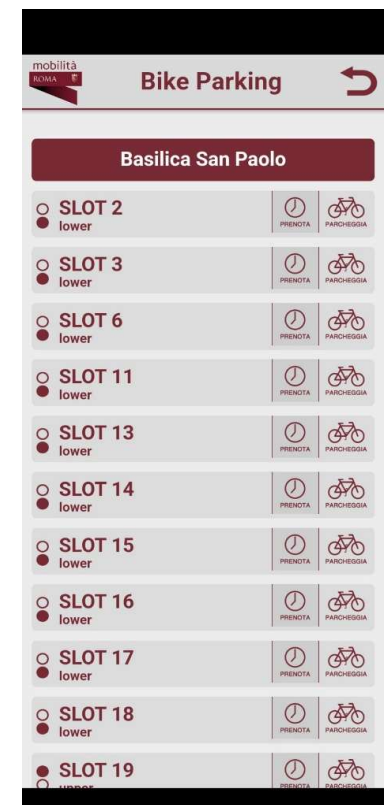 mobilità
ROMA
Bike Parking
Basilica San Paolo
SLOT 2
lower
PRENOTA
PARCHEGGIA
SLOT 3
lower
PRENOTA
PARCHEGGIA
SLOT 6
lower
PRENOTA
PARCHEGGIA
SLOT 11
lower
PRENOTA
PARCHEGGIA
SLOT 13
lower
PRENOTA
PARCHEGGIA
SLOT 14
lower
PRENOTA
PARCHEGGIA
SLOT 15
lower
PRENOTA
PARCHEGGIA
SLOT 16
lower
PRENOTA
PARCHEGGIA
SLOT 17
lower
PRENOTA
PARCHEGGIA
SLOT 18
lower
PRENOTA
PARCHEGGIA
SLOT 19
upper
PRENOTA
PARCHEGGIA